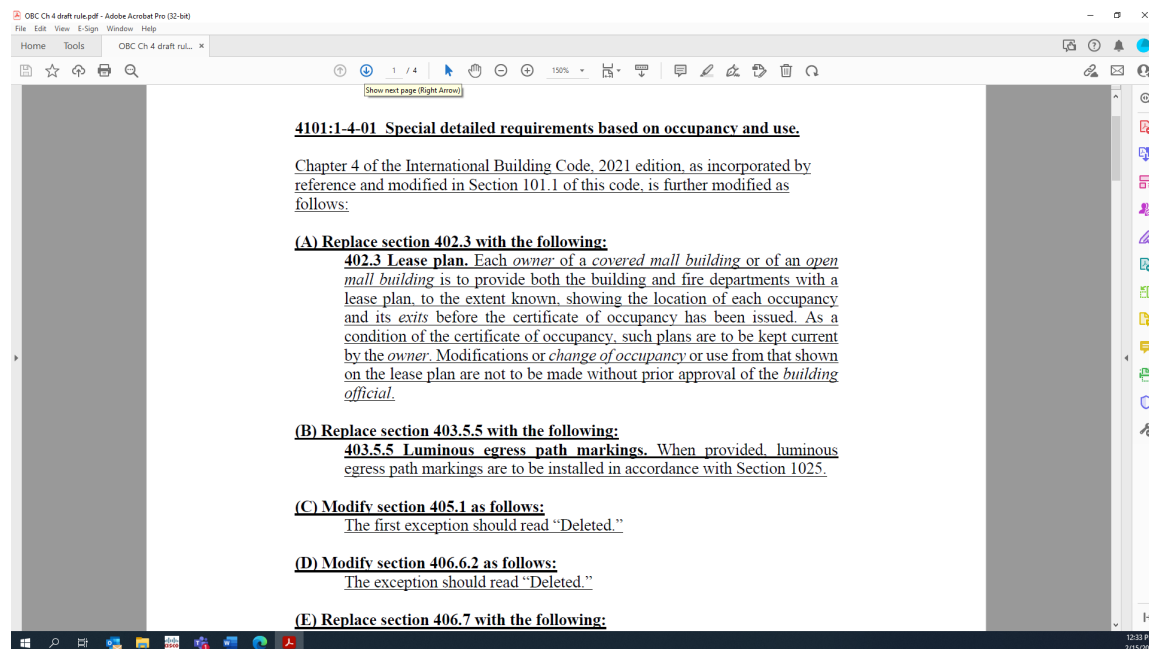 OBC Ch 4 draft rule.pdf - Adobe Acrobat Pro (32-bit)
File Edit View E-Sign Window Help
Home Tools OBC Ch 4 draft rul... ×
1 / 4 150%
Show next page (Right Arrow)
4101:1-4-01 Special detailed requirements based on occupancy and use.
Chapter 4 of the International Building Code, 2021 edition, as incorporated by
reference and modified in Section 101.1 of this code, is further modified as
follows:
(A) Replace section 402.3 with the following:
402.3 Lease plan. Each owner of a covered mall building or of an open
mall building is to provide both the building and fire departments with a
lease plan, to the extent known, showing the location of each occupancy
and its exits before the certificate of occupancy has been issued. As a
condition of the certificate of occupancy, such plans are to be kept current
by the owner. Modifications or change of occupancy or use from that shown
on the lease plan are not to be made without prior approval of the building
official.
(B) Replace section 403.5.5 with the following:
403.5.5 Luminous egress path markings. When provided, luminous
egress path markings are to be installed in accordance with Section 1025.
(C) Modify section 405.1 as follows:
The first exception should read “Deleted.”
(D) Modify section 406.6.2 as follows:
The exception should read “Deleted.”
(E) Replace section 406.7 with the following:
12:33 P
2/15/20